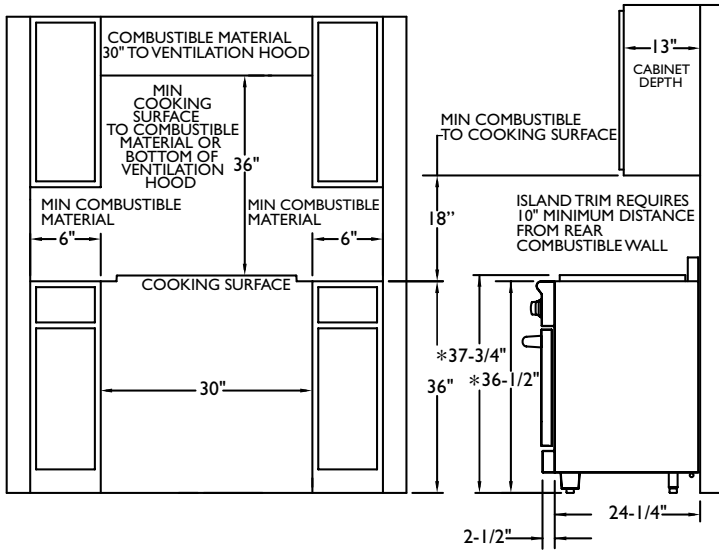 COMBUSTIBLE MATERIAL
30" TO VENTILATION HOOD
MIN
COOKING
SURFACE
TO COMBUSTIBLE
MATERIAL OR
BOTTOM OF
VENTILATION
HOOD
36"
MIN COMBUSTIBLE
MATERIAL
6"
MIN COMBUSTIBLE
MATERIAL
6"
COOKING SURFACE
30"
36"
13"
CABINET
DEPTH
MIN COMBUSTIBLE
TO COOKING SURFACE
18”
ISLAND TRIM REQUIRES
10" MINIMUM DISTANCE
FROM REAR
COMBUSTIBLE WALL
*37-3/4"
*36-1/2"
24-1/4"
2-1/2"